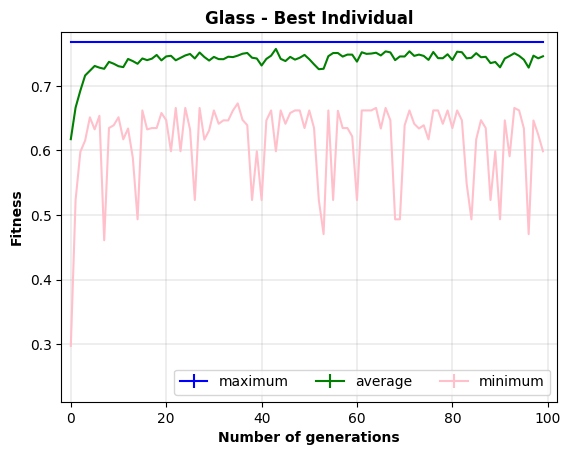 Glass - Best Individual
Fitness
0.7
0.6
0.5
0.4
0.3
maximum average minimum
0 20 40 60 80 100
Number of generations